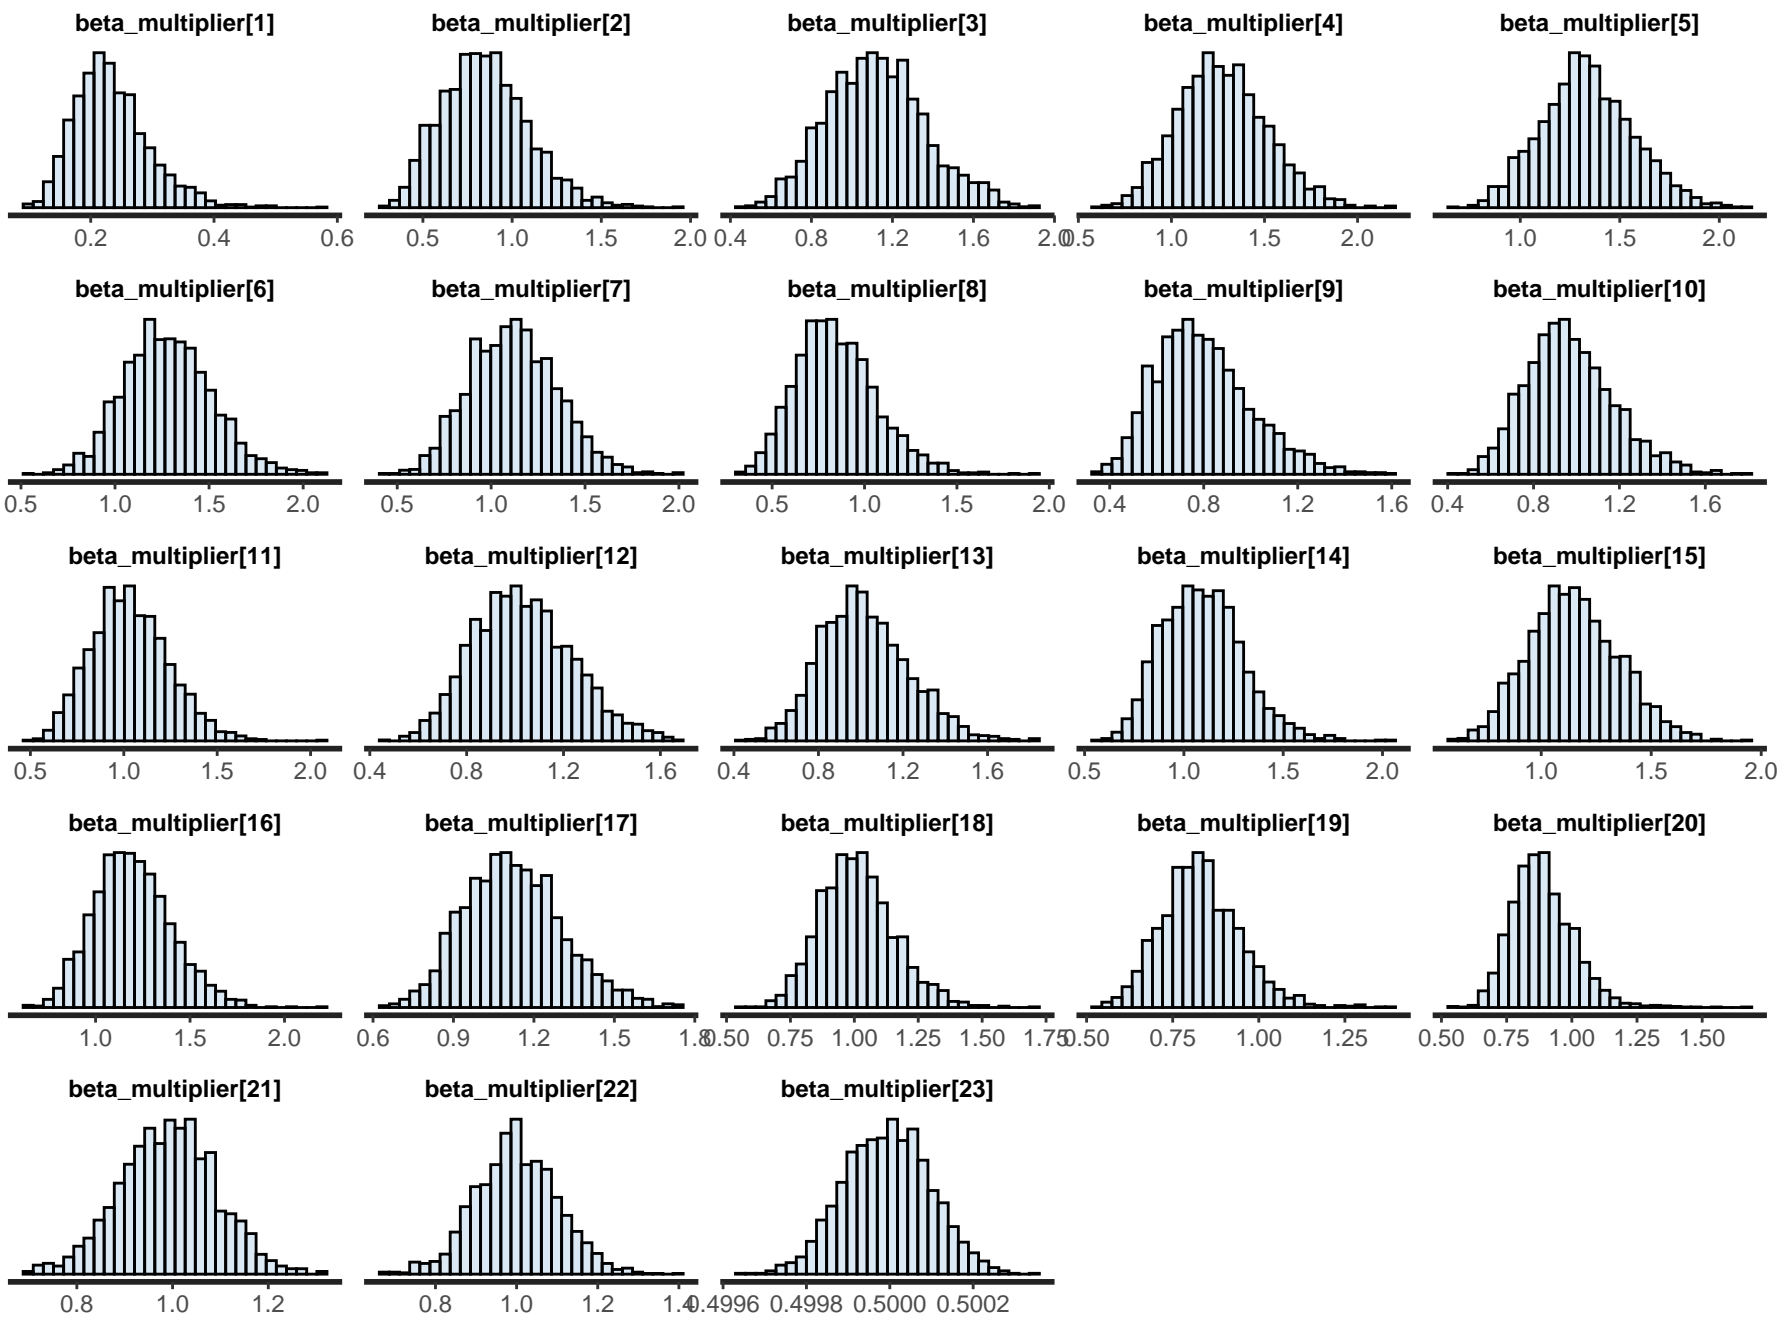 beta_multiplier[1] beta_multiplier[2] beta_multiplier[3] beta_multiplier[4] beta_multiplier[5]
0.2 0.4 0.6 0.5 1.0 1.5 2.0 0.4 0.8 1.2 1.6 2.0 0.5 1.0 1.5 2.0 1.0 1.5 2.0
beta_multiplier[6] beta_multiplier[7] beta_multiplier[8] beta_multiplier[9] beta_multiplier[10]
0.5 1.0 1.5 2.0 0.5 1.0 1.5 2.0 0.5 1.0 1.5 2.0 0.4 0.8 1.2 1.6 0.4 0.8 1.2 1.6
beta_multiplier[11] beta_multiplier[12] beta_multiplier[13] beta_multiplier[14] beta_multiplier[15]
0.5 1.0 1.5 2.0 0.4 0.8 1.2 1.6 0.4 0.8 1.2 1.6 0.5 1.0 1.5 2.0 1.0 1.5 2.0
beta_multiplier[16] beta_multiplier[17] beta_multiplier[18] beta_multiplier[19] beta_multiplier[20]
1.0 1.5 2.0 0.6 0.9 1.2 1.5 1.8 0.50 0.75 1.00 1.25 1.50 1.75 0.50 0.75 1.00 1.25 0.50 0.75 1.00 1.25 1.50
beta_multiplier[21] beta_multiplier[22] beta_multiplier[23]
0.8 1.0 1.2 0.8 1.0 1.2 1.4 0.4996 0.4998 0.5000 0.5002